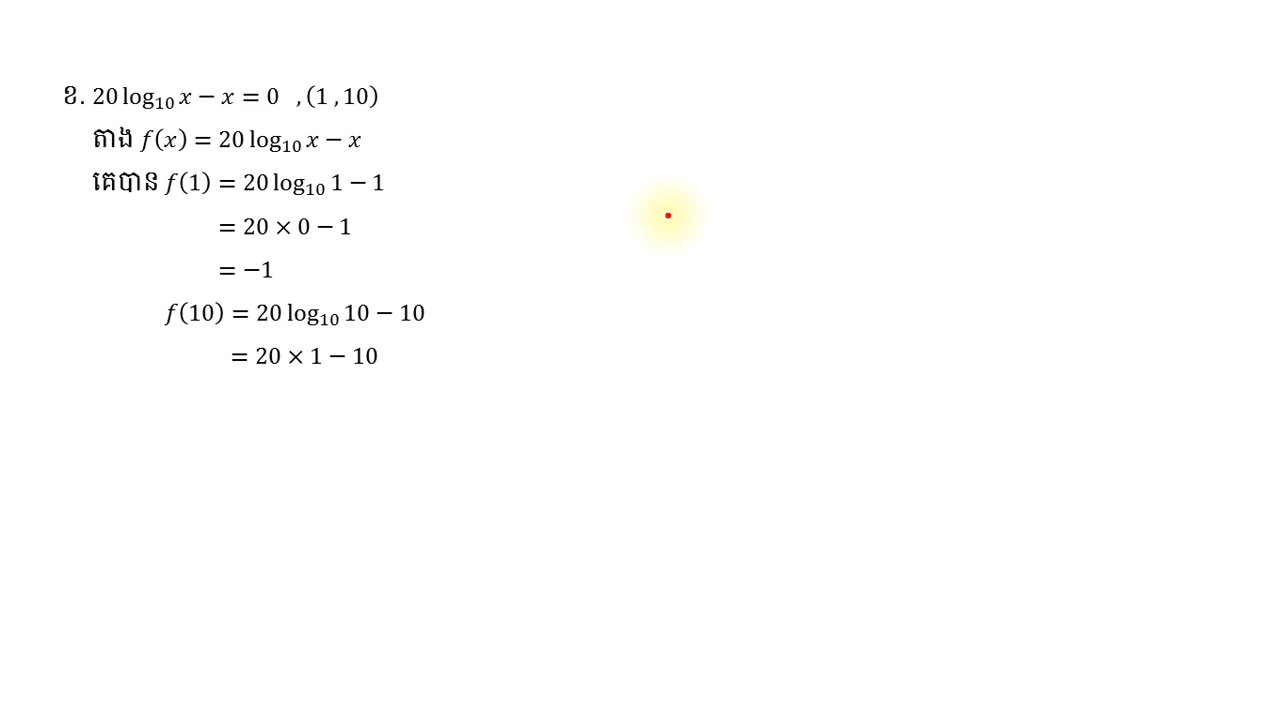 ខ. 20 log₁₀ x − x = 0 , (1 , 10)
តាង f(x) = 20 log₁₀ x − x
គេបាន f(1) = 20 log₁₀ 1 − 1
= 20 × 0 − 1
= −1
f(10) = 20 log₁₀ 10 − 10
= 20 × 1 − 10